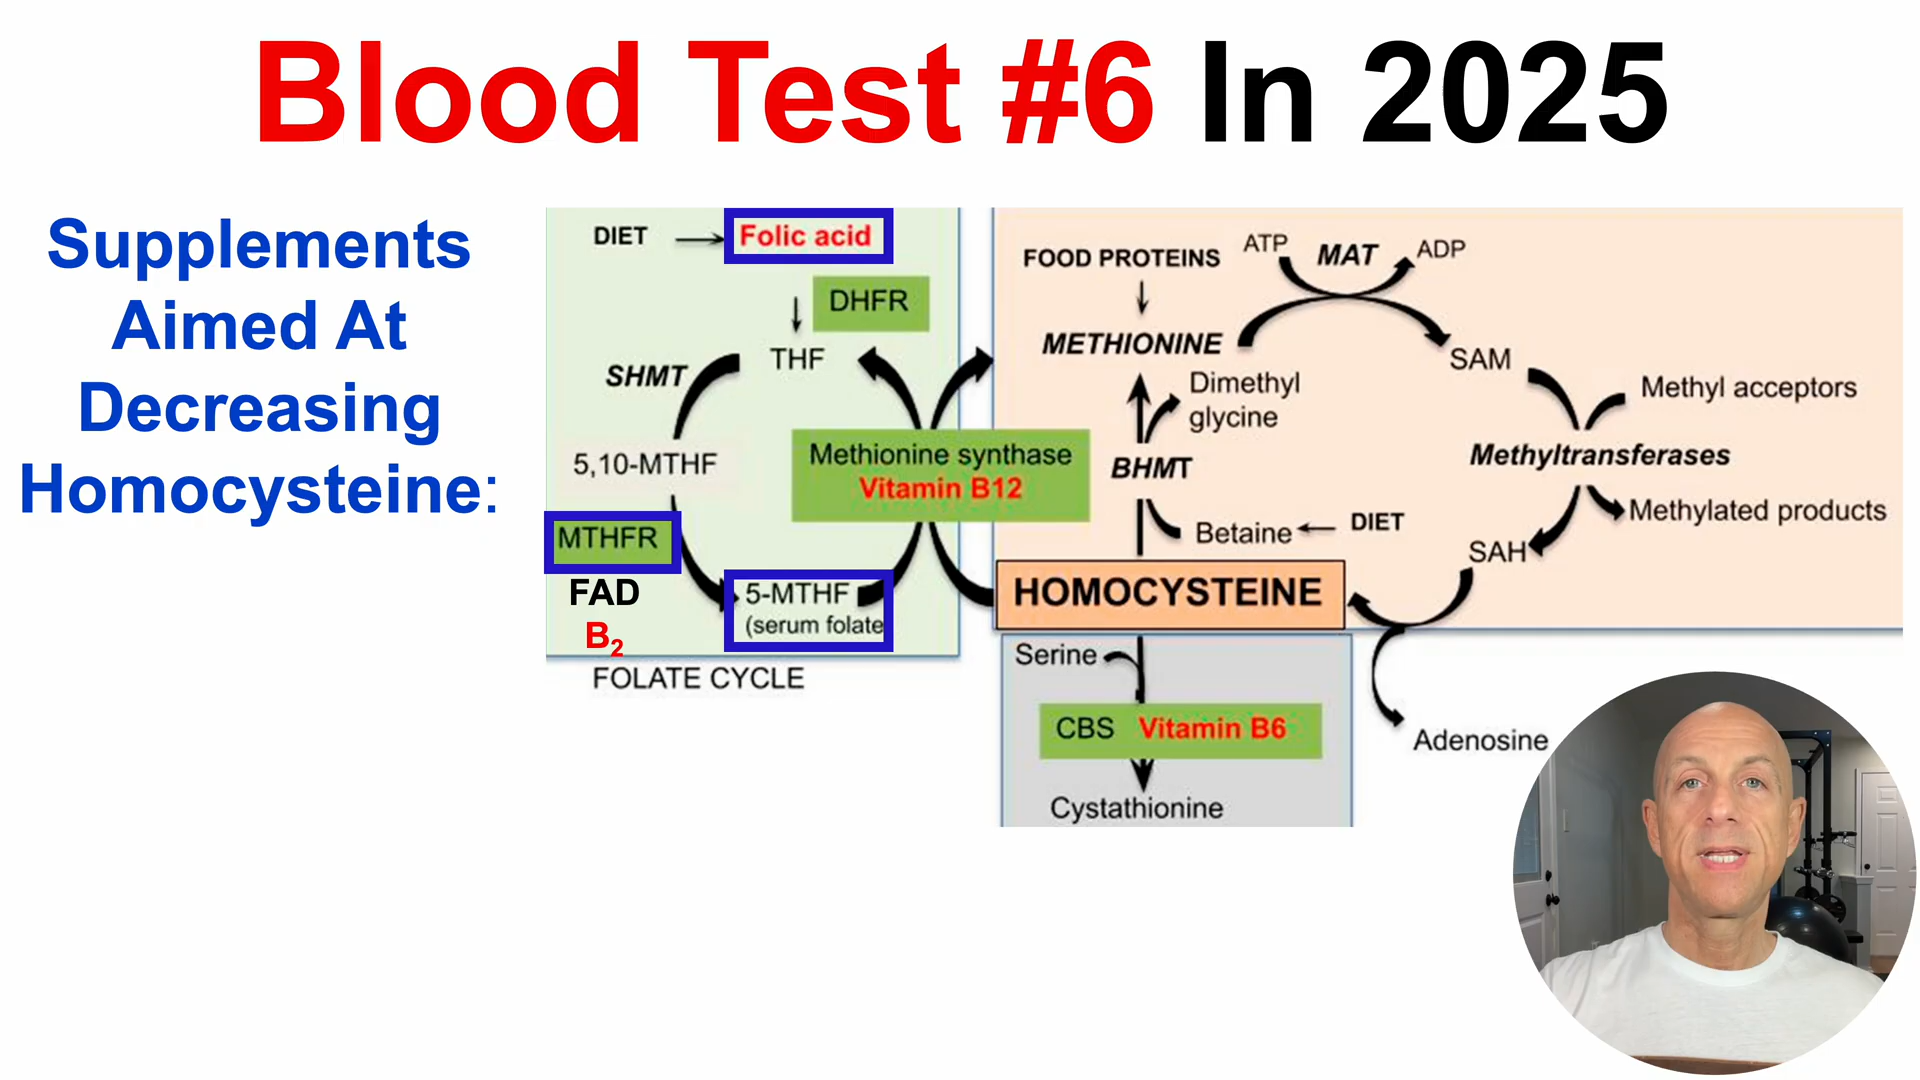 Blood Test #6 In 2025
Supplements
Aimed At
Decreasing
Homocysteine:
DIET
Folic acid
DHFR
THF
SHMT
5,10-MTHF
Methionine synthase
Vitamin B12
MTHFR
FAD
B2
5-MTHF
(serum folate
FOLATE CYCLE
FOOD PROTEINS
ATP
MAT
ADP
METHIONINE
SAM
Dimethyl
glycine
Methyl acceptors
BHMT
Methyltransferases
Betaine
DIET
Methylated products
SAH
HOMOCYSTEINE
Serine
CBS Vitamin B6
Adenosine
Cystathionine